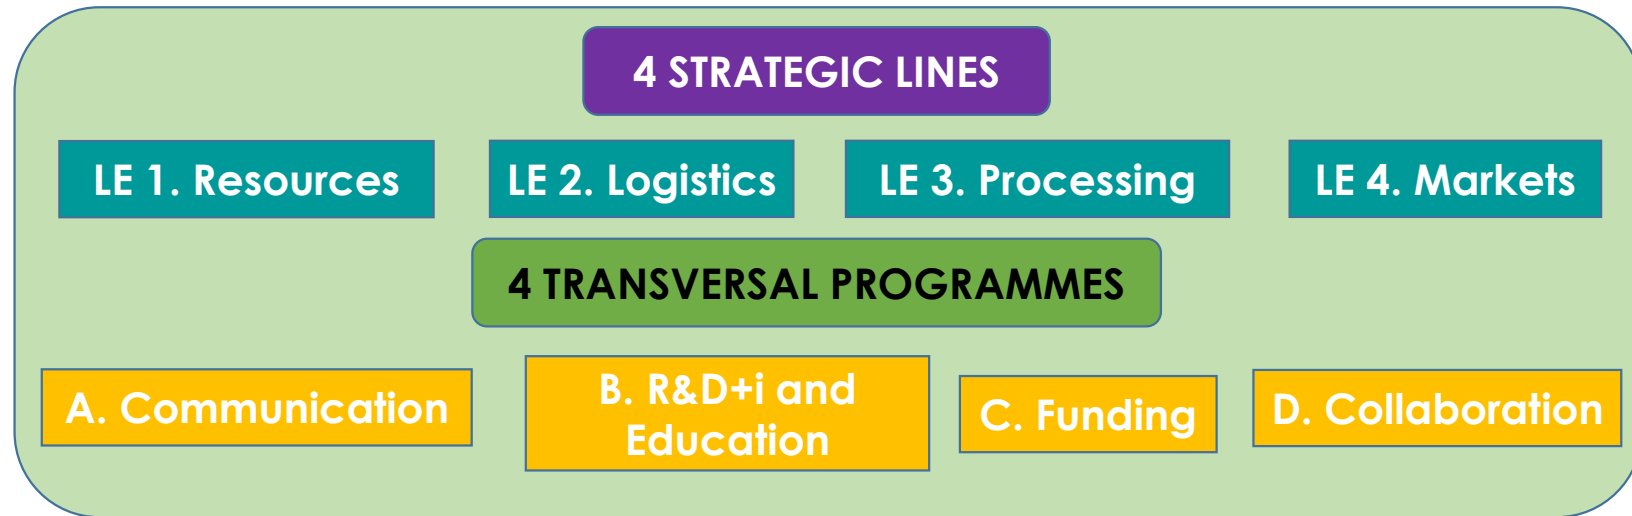 4 STRATEGIC LINES
LE 1. Resources
LE 2. Logistics
LE 3. Processing
LE 4. Markets
4 TRANSVERSAL PROGRAMMES
A. Communication
B. R&D+i and
Education
C. Funding
D. Collaboration